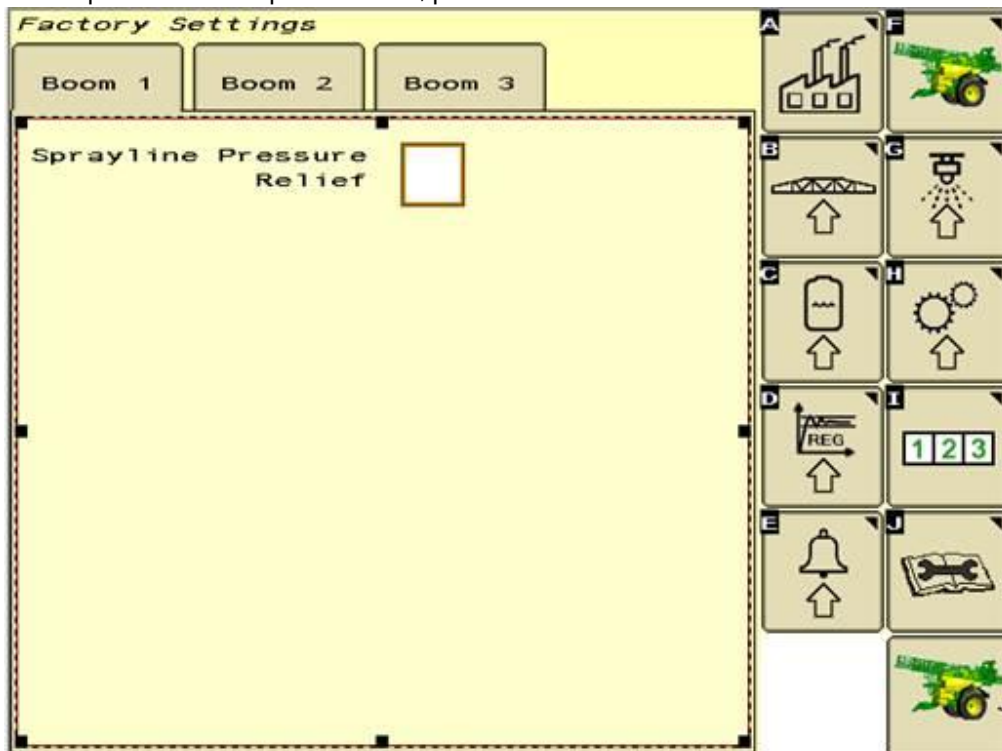 Factory Settings
Boom 1
Boom 2
Boom 3
Sprayline Pressure
Relief
A
F
B
G
C
H
D
REG
I
1 2 3
E
J